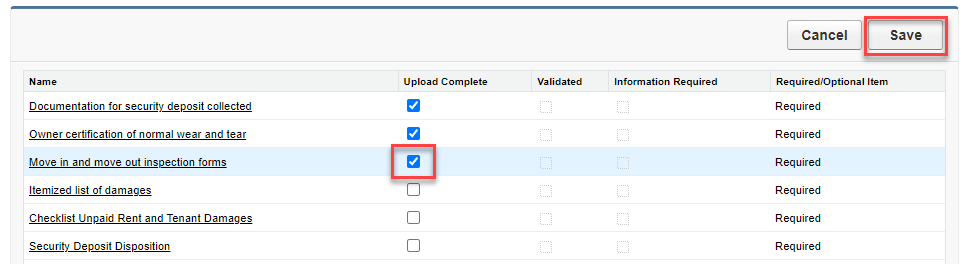 Cancel Save
Name Upload Complete Validated Information Required Required/Optional Item
Documentation for security deposit collected Required
Owner certification of normal wear and tear Required
Move in and move out inspection forms Required
Itemized list of damages Required
Checklist Unpaid Rent and Tenant Damages Required
Security Deposit Disposition Required